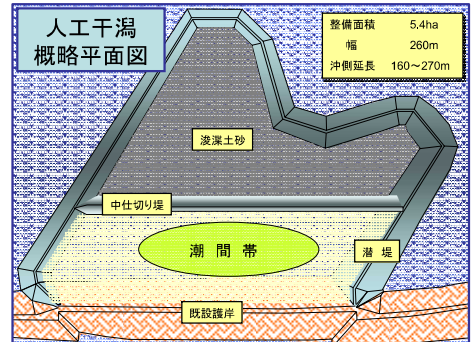 人工干潟
概略平面図
整備面積 5.4ha
幅 260m
沖側延長 160～270m
浚渫土砂
中仕切り堤
潮間帯
潜堤
既設護岸